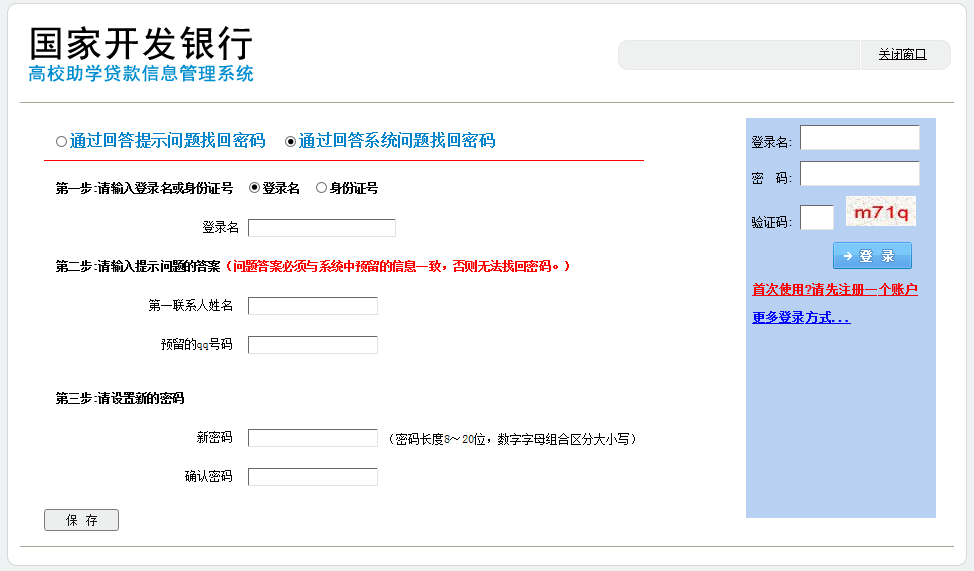 国家开发银行
高校助学贷款信息管理系统
关闭窗口
通过回答提示问题找回密码 通过回答系统问题找回密码
第一步:请输入登录名或身份证号 登录名 身份证号
登录名
第二步:请输入提示问题的答案（问题答案必须与系统中预留的信息一致，否则无法找回密码。）
第一联系人姓名
预留的qq号码
第三步:请设置新的密码
新密码 （密码长度8～20位，数字字母组合区分大小写）
确认密码
保 存
登录名:
密 码:
验证码: m71q
登 录
首次使用?请先注册一个账户
更多登录方式...